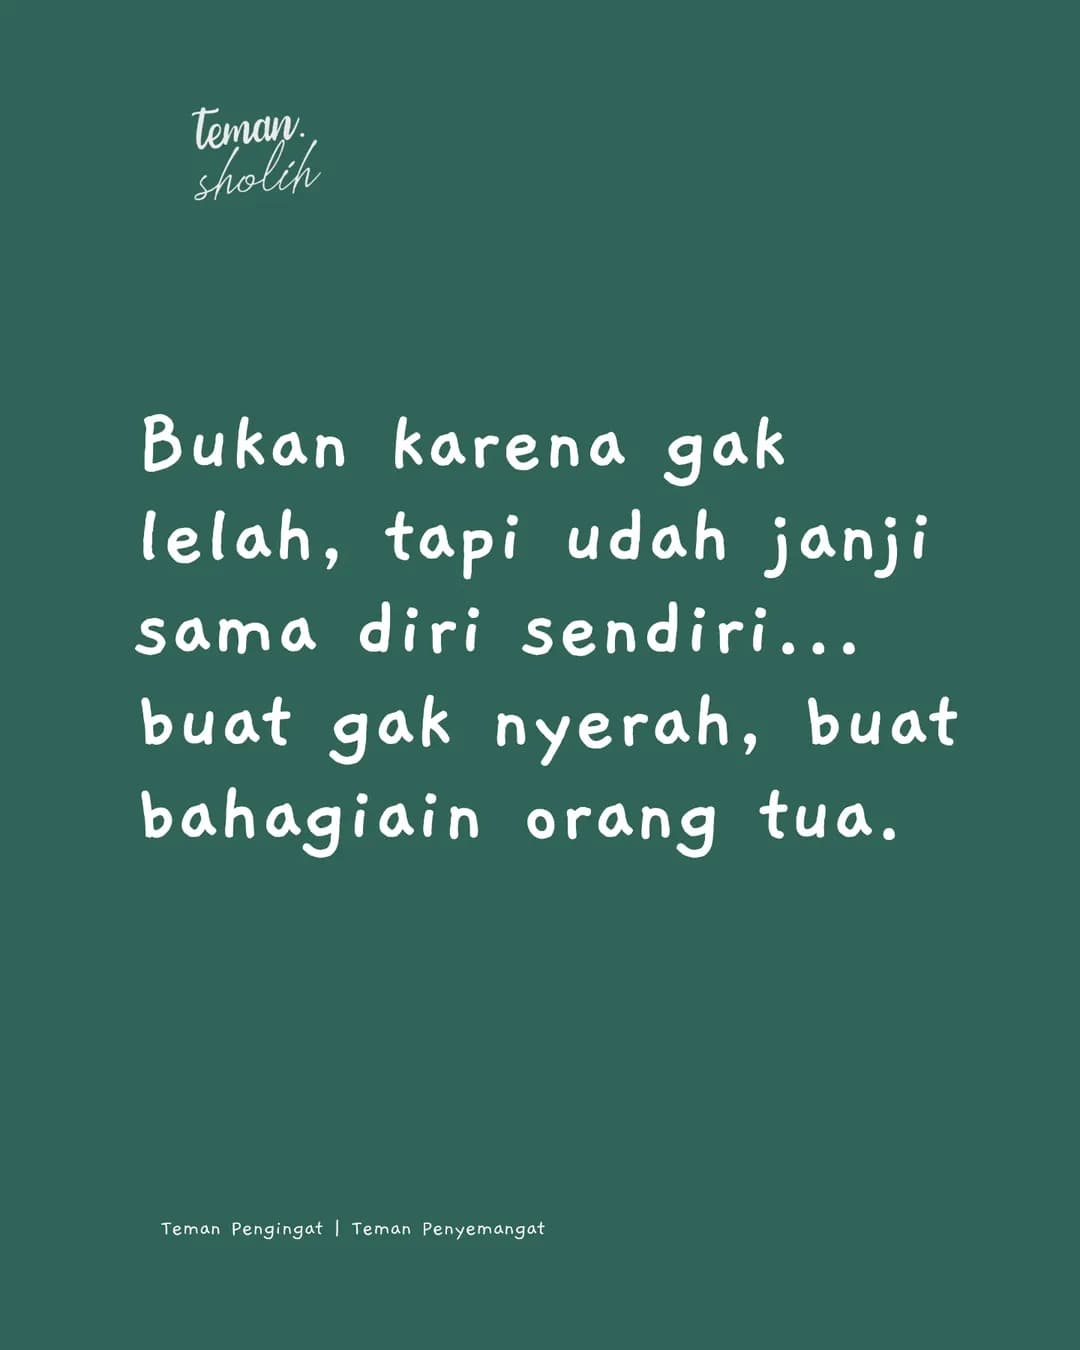 teman.
sholih
Bukan karena gak
lelah, tapi udah janji
sama diri sendiri...
buat gak nyerah, buat
bahagiain orang tua.
Teman Pengingat | Teman Penyemangat